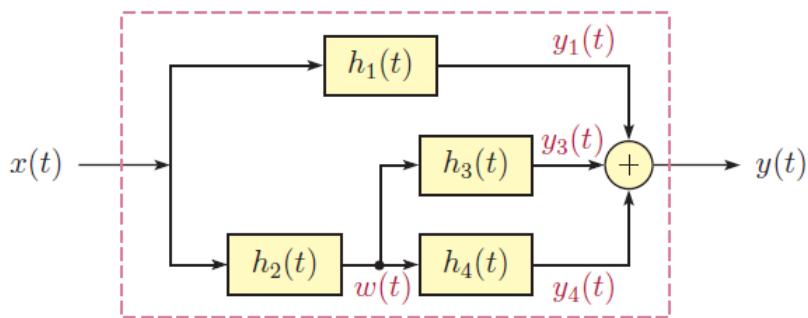 y₁(t)
h₁(t)
y₃(t)
x(t)
h₃(t)
+
y(t)
h₂(t)
h₄(t)
w(t)
y₄(t)